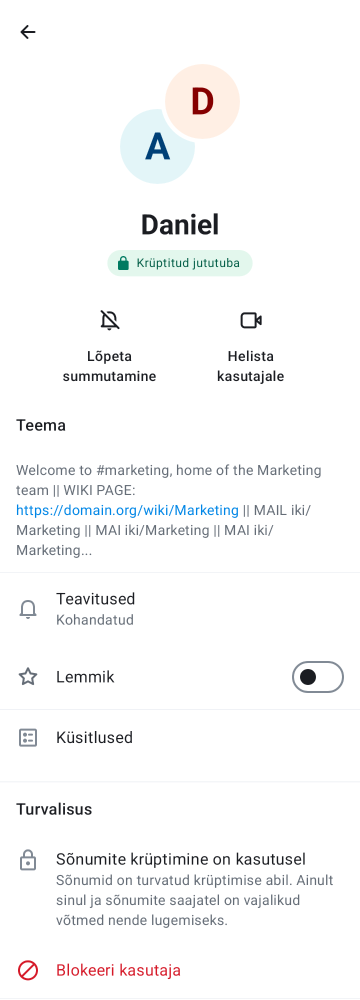 D
A
Daniel
Krüptitud jututuba
Lõpeta
summutamine
Helista
kasutajale
Teema
Welcome to #marketing, home of the Marketing
team || WIKI PAGE:
https://domain.org/wiki/Marketing || MAIL iki/
Marketing || MAI iki/Marketing || MAI iki/
Marketing...
Teavitused
Kohandatud
Lemmik
Küsitlused
Turvalisus
Sõnumite krüptimine on kasutusel
Sõnumid on turvatud krüptimise abil. Ainult
sinul ja sõnumite saajatel on vajalikud
võtmed nende lugemiseks.
Blokeeri kasutaja